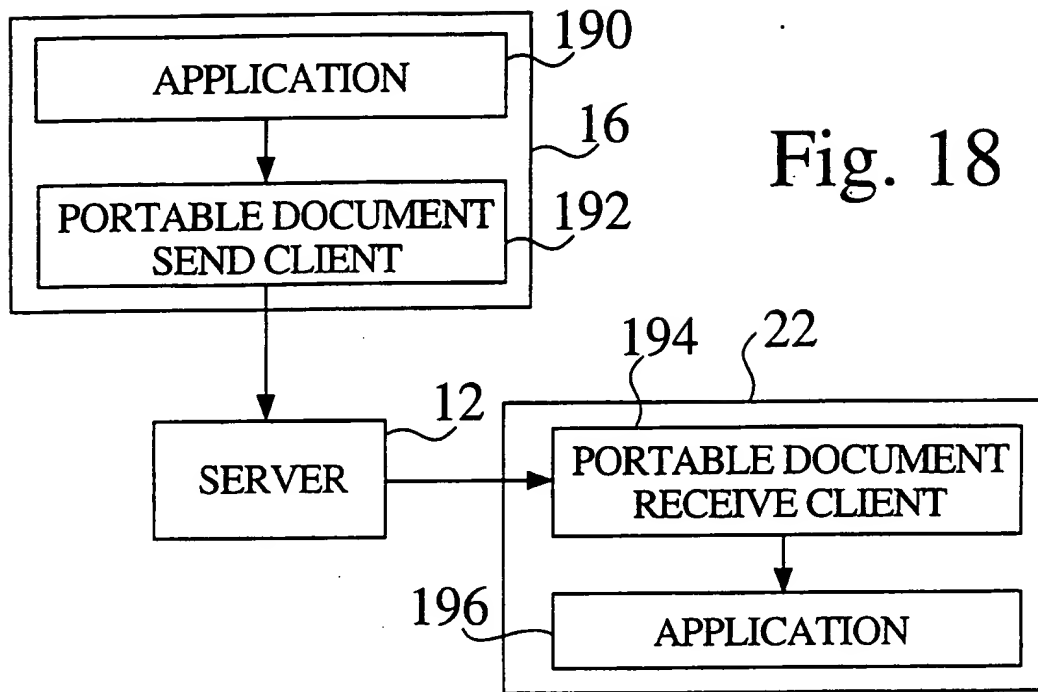 190
APPLICATION
16
Fig. 18
PORTABLE DOCUMENT
SEND CLIENT
192
194
22
12
SERVER
PORTABLE DOCUMENT
RECEIVE CLIENT
196
APPLICATION